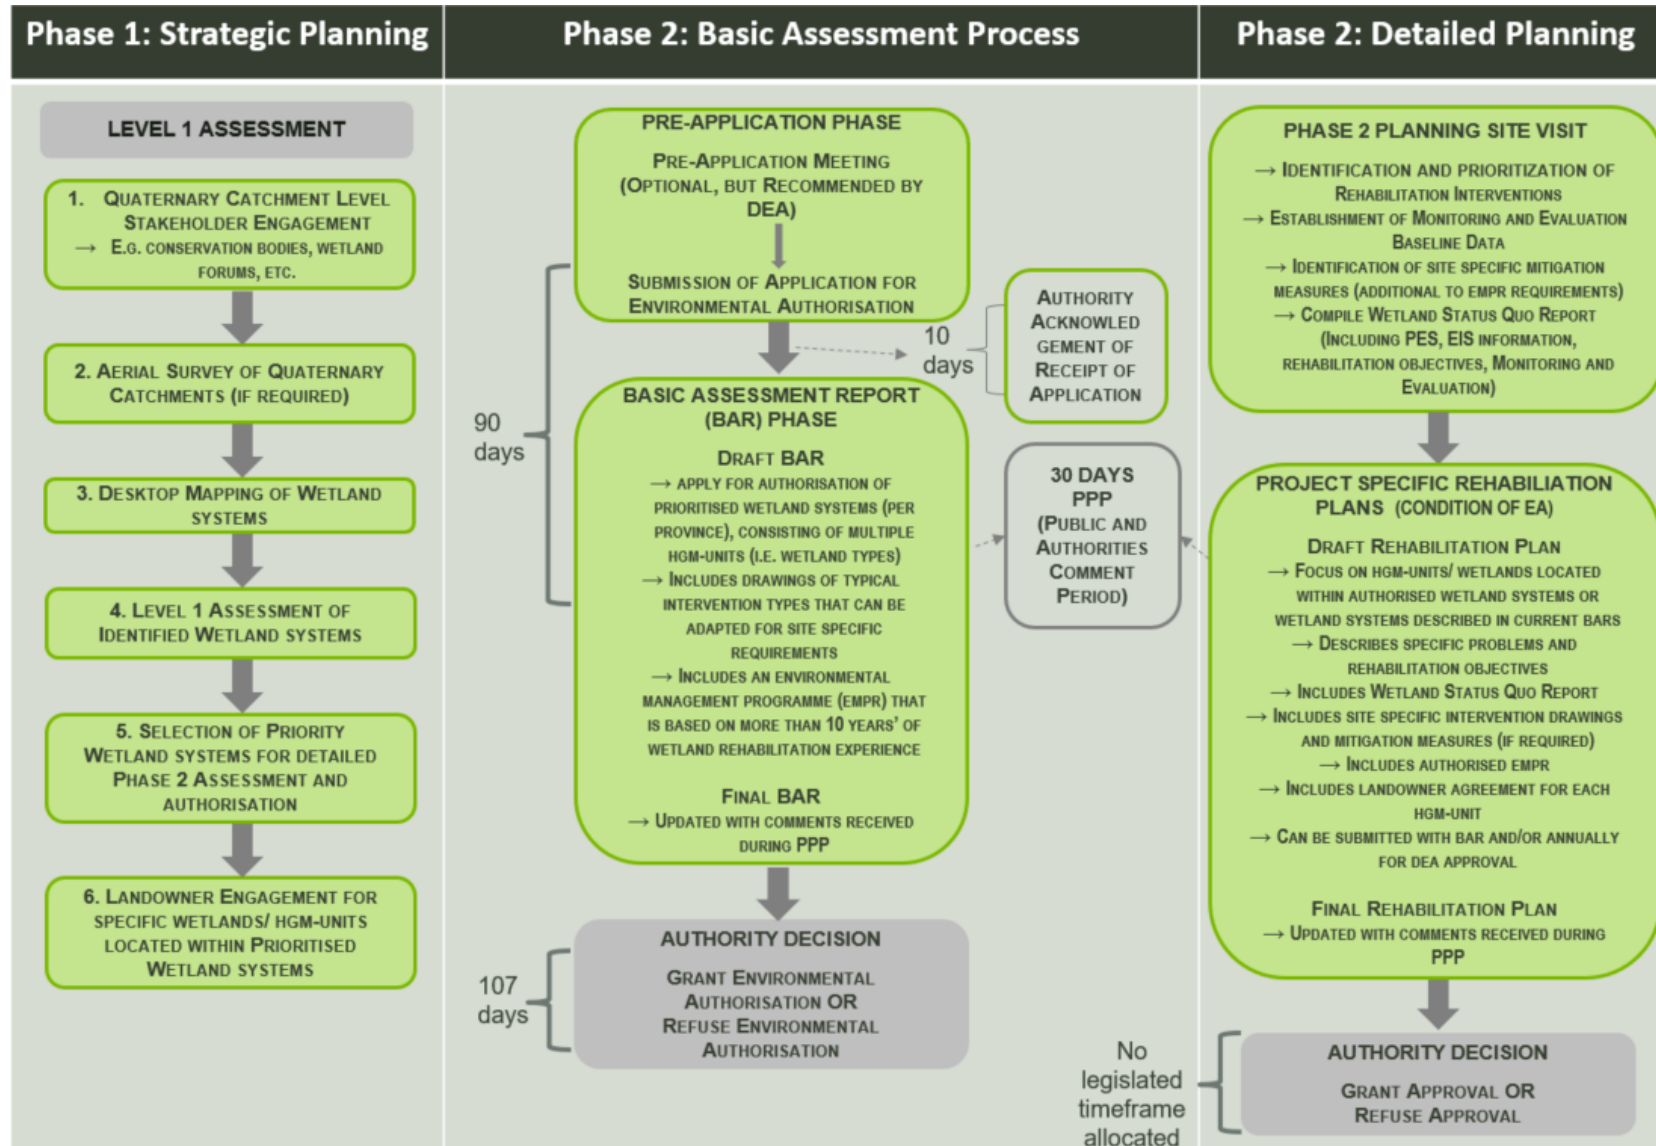 Phase 1: Strategic Planning
LEVEL 1 ASSESSMENT
1. QUATERNARY CATCHMENT LEVEL
STAKEHOLDER ENGAGEMENT
→ E.G. CONSERVATION BODIES, WETLAND
FORUMS, ETC.
2. AERIAL SURVEY OF QUATERNARY
CATCHMENTS (IF REQUIRED)
3. DESKTOP MAPPING OF WETLAND
SYSTEMS
4. LEVEL 1 ASSESSMENT OF
IDENTIFIED WETLAND SYSTEMS
5. SELECTION OF PRIORITY
WETLAND SYSTEMS FOR DETAILED
PHASE 2 ASSESSMENT AND
AUTHORISATION
6. LANDOWNER ENGAGEMENT FOR
SPECIFIC WETLANDS/ HGM-UNITS
LOCATED WITHIN PRIORITISED
WETLAND SYSTEMS
Phase 2: Basic Assessment Process
PRE-APPLICATION PHASE
PRE-APPLICATION MEETING
(OPTIONAL, BUT RECOMMENDED BY
DEA)
SUBMISSION OF APPLICATION FOR
ENVIRONMENTAL AUTHORISATION
10
days
AUTHORITY
ACKNOWLED
GEMENT OF
RECEIPT OF
APPLICATION
90
days
BASIC ASSESSMENT REPORT
(BAR) PHASE
DRAFT BAR
→ APPLY FOR AUTHORISATION OF
PRIORITISED WETLAND SYSTEMS (PER
PROVINCE), CONSISTING OF MULTIPLE
HGM-UNITS (I.E. WETLAND TYPES)
→ INCLUDES DRAWINGS OF TYPICAL
INTERVENTION TYPES THAT CAN BE
ADAPTED FOR SITE SPECIFIC
REQUIREMENTS
→ INCLUDES AN ENVIRONMENTAL
MANAGEMENT PROGRAMME (EMPR) THAT
IS BASED ON MORE THAN 10 YEARS' OF
WETLAND REHABILITATION EXPERIENCE
FINAL BAR
→ UPDATED WITH COMMENTS RECEIVED
DURING PPP
30 DAYS
PPP
(PUBLIC AND
AUTHORITIES
COMMENT
PERIOD)
107
days
AUTHORITY DECISION
GRANT ENVIRONMENTAL
AUTHORISATION OR
REFUSE ENVIRONMENTAL
AUTHORISATION
Phase 2: Detailed Planning
PHASE 2 PLANNING SITE VISIT
→ IDENTIFICATION AND PRIORITIZATION OF
REHABILITATION INTERVENTIONS
→ ESTABLISHMENT OF MONITORING AND EVALUATION
BASELINE DATA
→ IDENTIFICATION OF SITE SPECIFIC MITIGATION
MEASURES (ADDITIONAL TO EMPR REQUIREMENTS)
→ COMPILE WETLAND STATUS QUO REPORT
(INCLUDING PES, EIS INFORMATION,
REHABILITATION OBJECTIVES, MONITORING AND
EVALUATION)
PROJECT SPECIFIC REHABILIATION
PLANS (CONDITION OF EA)
DRAFT REHABILITATION PLAN
→ FOCUS ON HGM-UNITS/ WETLANDS LOCATED
WITHIN AUTHORISED WETLAND SYSTEMS OR
WETLAND SYSTEMS DESCRIBED IN CURRENT BARS
→ DESCRIBES SPECIFIC PROBLEMS AND
REHABILITATION OBJECTIVES
→ INCLUDES WETLAND STATUS QUO REPORT
→ INCLUDES SITE SPECIFIC INTERVENTION DRAWINGS
AND MITIGATION MEASURES (IF REQUIRED)
→ INCLUDES AUTHORISED EMPR
→ INCLUDES LANDOWNER AGREEMENT FOR EACH
HGM-UNIT
→ CAN BE SUBMITTED WITH BAR AND/OR ANNUALLY
FOR DEA APPROVAL
FINAL REHABILITATION PLAN
→ UPDATED WITH COMMENTS RECEIVED DURING
PPP
No
legislated
timeframe
allocated
AUTHORITY DECISION
GRANT APPROVAL OR
REFUSE APPROVAL